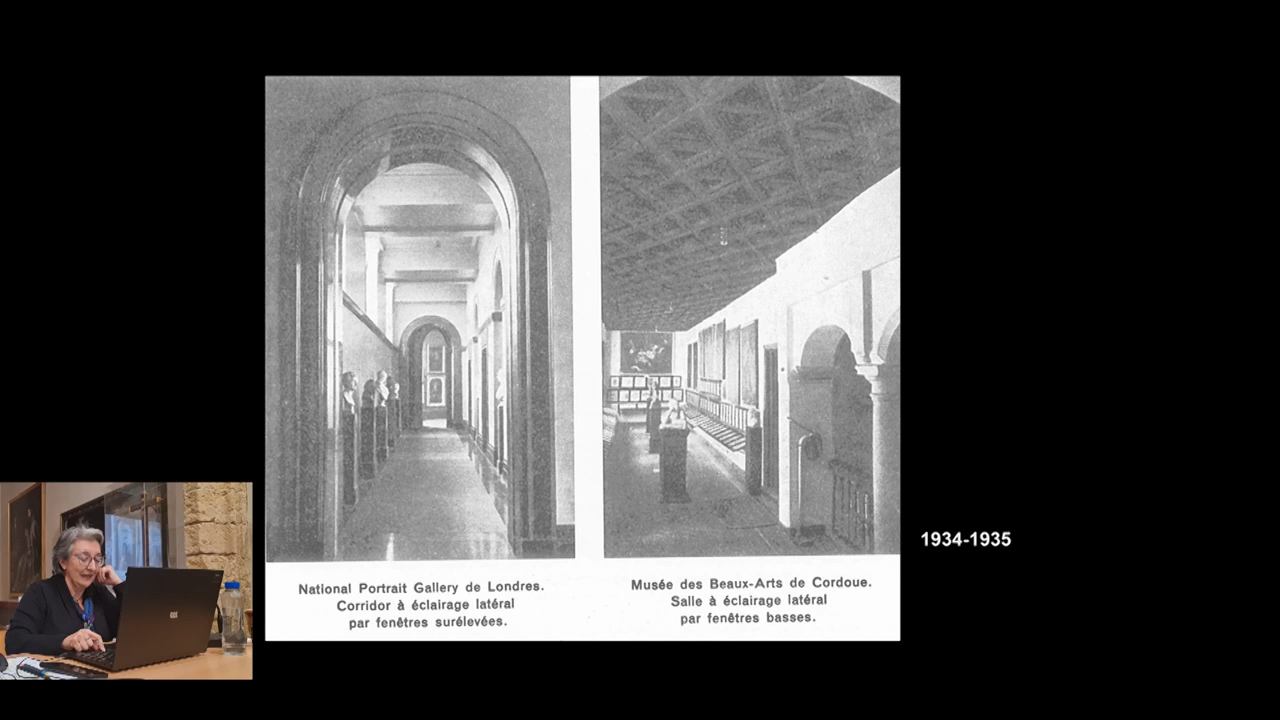 National Portrait Gallery de Londres.
Corridor à éclairage latéral
par fenêtres surélevées.
Musée des Beaux-Arts de Cordoue.
Salle à éclairage latéral
par fenêtres basses.
1934-1935